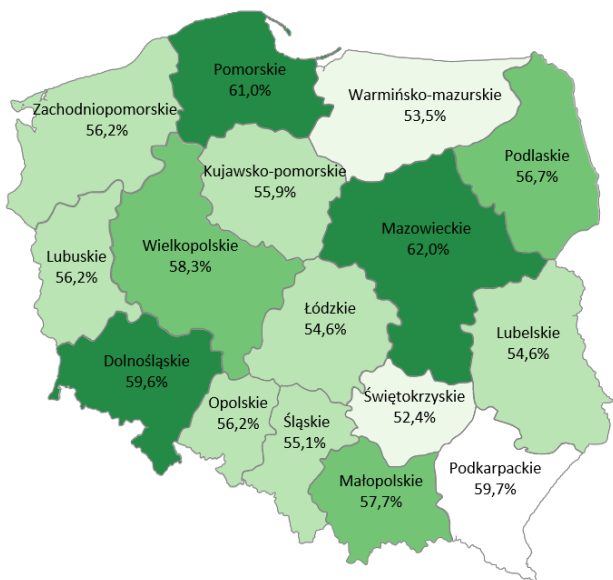 Pomorskie
61,0%
Zachodniopomorskie
56,2%
Warmińsko-mazurskie
53,5%
Podlaskie
56,7%
Kujawsko-pomorskie
55,9%
Mazowieckie
62,0%
Wielkopolskie
58,3%
Lubuskie
56,2%
Łódzkie
54,6%
Lubelskie
54,6%
Dolnośląskie
59,6%
Opolskie
56,2%
Śląskie
55,1%
Świętokrzyskie
52,4%
Małopolskie
57,7%
Podkarpackie
59,7%